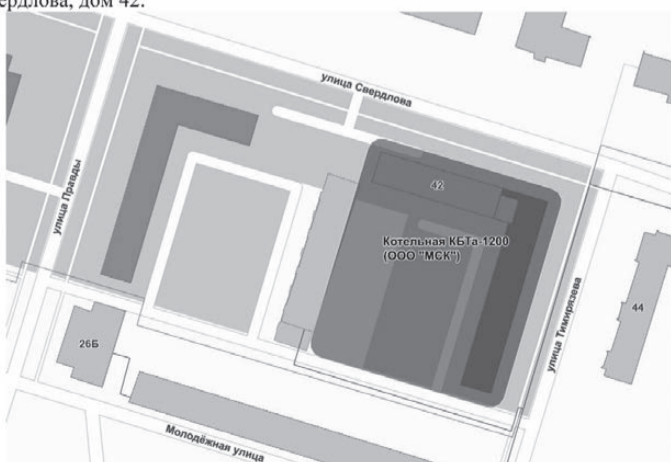 ердлова, дом 42.
улица Свердлова
улица Правды
42
Котельная КБТа-1200
(ООО "МСК")
улица Тимирязева
44
26Б
Молодёжная улица